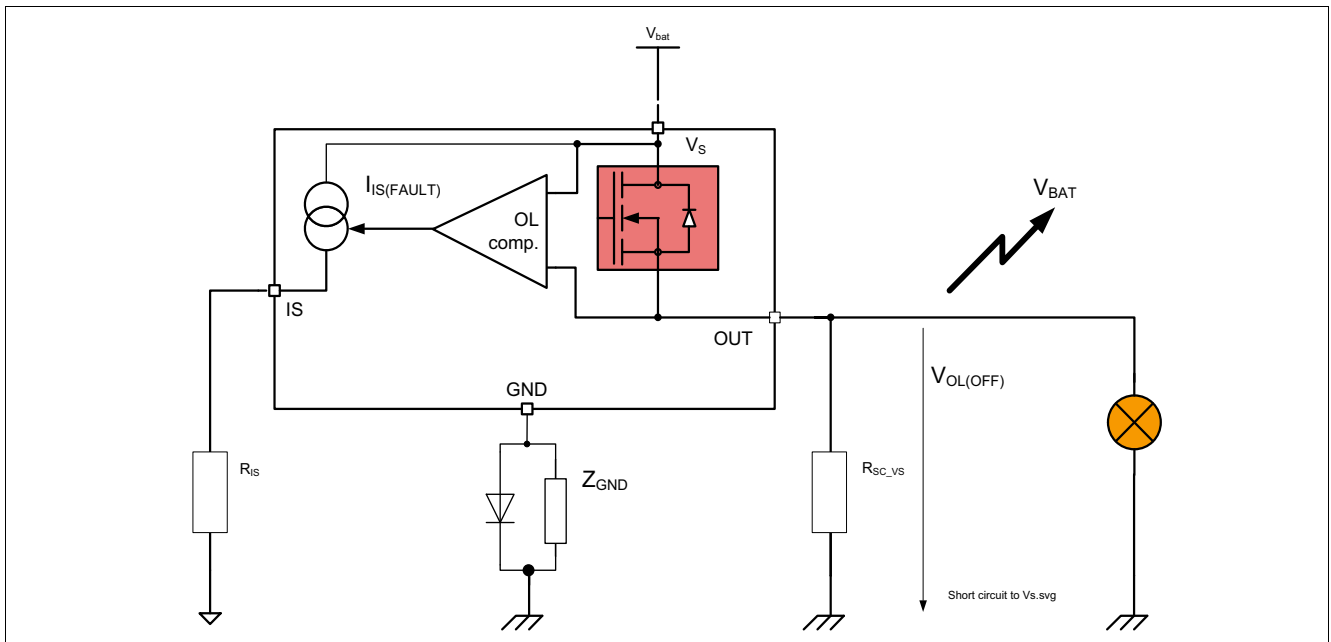 Vbat
VS
IIS(FAULT)
VBAT
OL
comp.
IS
OUT
VOL(OFF)
GND
RIS
ZGND
RSC_VS
Short circuit to Vs.svg